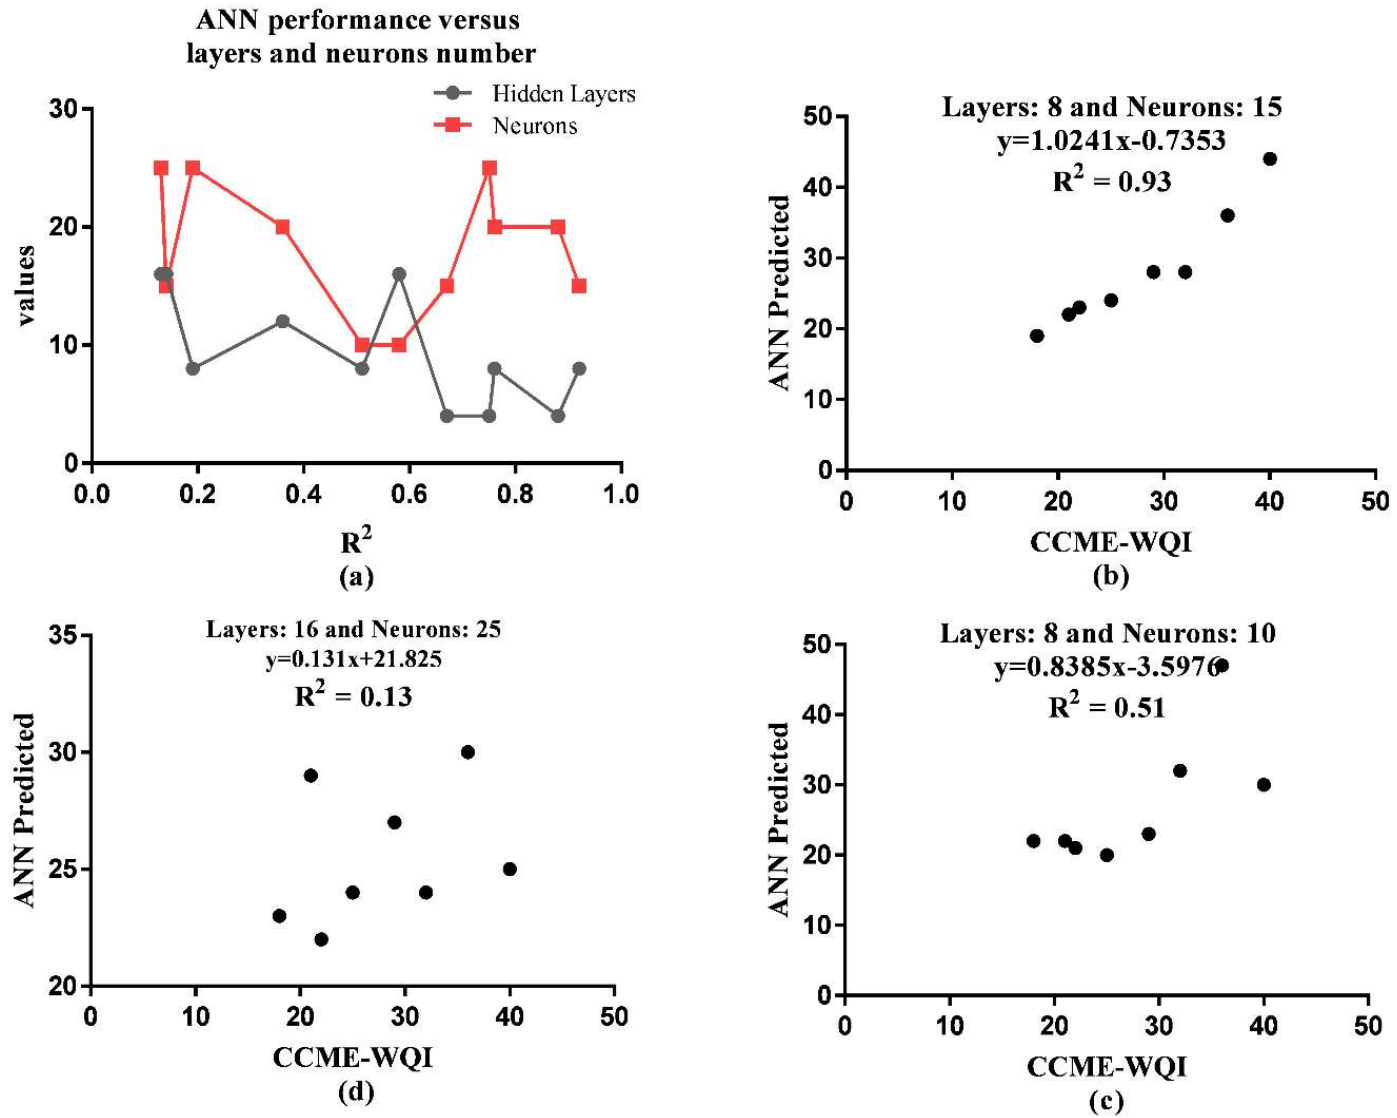 ANN performance versus
layers and neurons number
Hidden Layers
Neurons
values
30
20
10
0
0.0 0.2 0.4 0.6 0.8 1.0
R²
(a)
Layers: 8 and Neurons: 15
y=1.0241x-0.7353
R² = 0.93
ANN Predicted
50
40
30
20
10
0
0 10 20 30 40 50
CCME-WQI
(b)
Layers: 16 and Neurons: 25
y=0.131x+21.825
R² = 0.13
ANN Predicted
35
30
25
20
0 10 20 30 40 50
CCME-WQI
(d)
Layers: 8 and Neurons: 10
y=0.8385x-3.5976
R² = 0.51
ANN Predicted
50
40
30
20
10
0
0 10 20 30 40 50
CCME-WQI
(c)